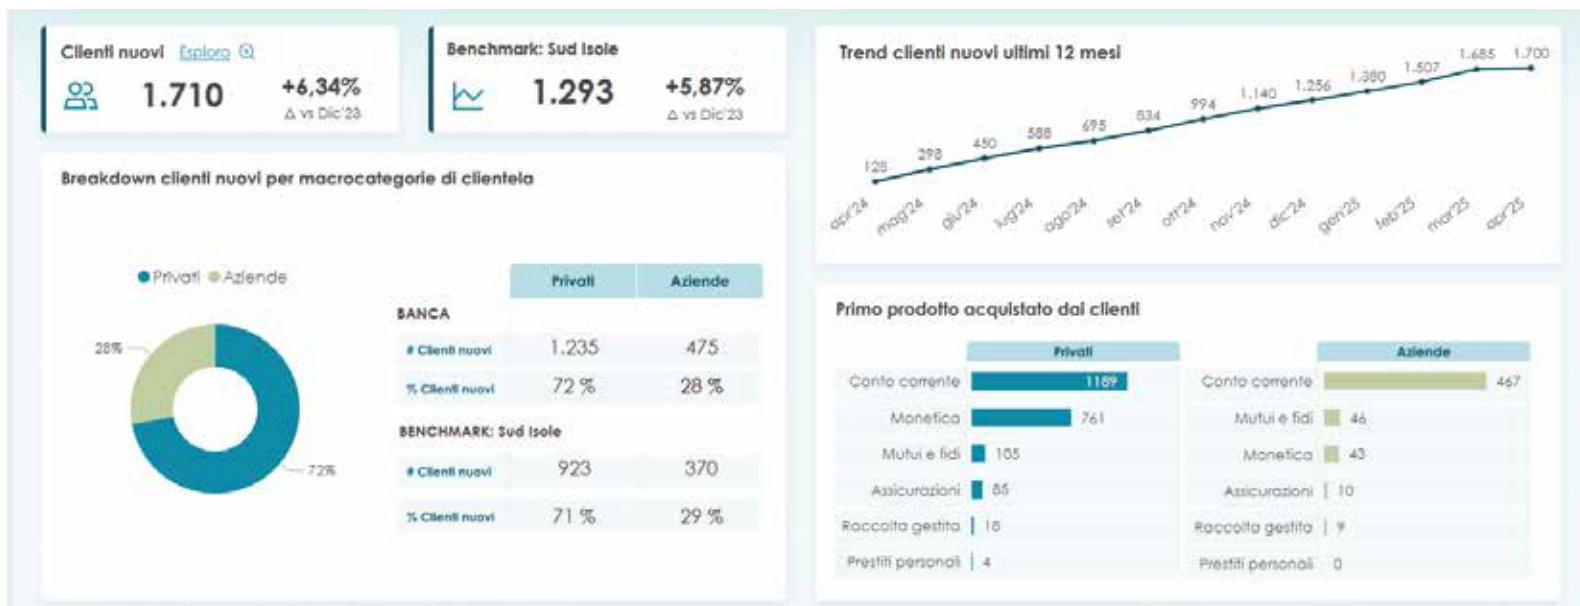 Clienti nuovi Esplora
1.710
+6,34%
Δ vs Dic'23
Benchmark: Sud Isole
1.293
+5,87%
Δ vs Dic'23
Trend clienti nuovi ultimi 12 mesi
128 298 450 588 695 834 994 1.140 1.256 1.380 1.507 1.685 1.700
apr'24 mag'24 giu'24 lug'24 ago'24 set'24 ott'24 nov'24 dic'24 gen'25 feb'25 mar'25 apr'25
Breakdown clienti nuovi per macrocategorie di clientela
Privati Aziende
28%
72%
Privati Aziende
BANCA
# Clienti nuovi 1.235 475
% Clienti nuovi 72 % 28 %
BENCHMARK: Sud Isole
# Clienti nuovi 923 370
% Clienti nuovi 71 % 29 %
Primo prodotto acquistato dai clienti
Privati
Conto corrente 1189
Monetica 761
Mutui e fidi 105
Assicurazioni 85
Raccolta gestita 18
Prestiti personali 4
Aziende
Conto corrente 467
Mutui e fidi 46
Monetica 43
Assicurazioni 10
Raccolta gestita 9
Prestiti personali 0